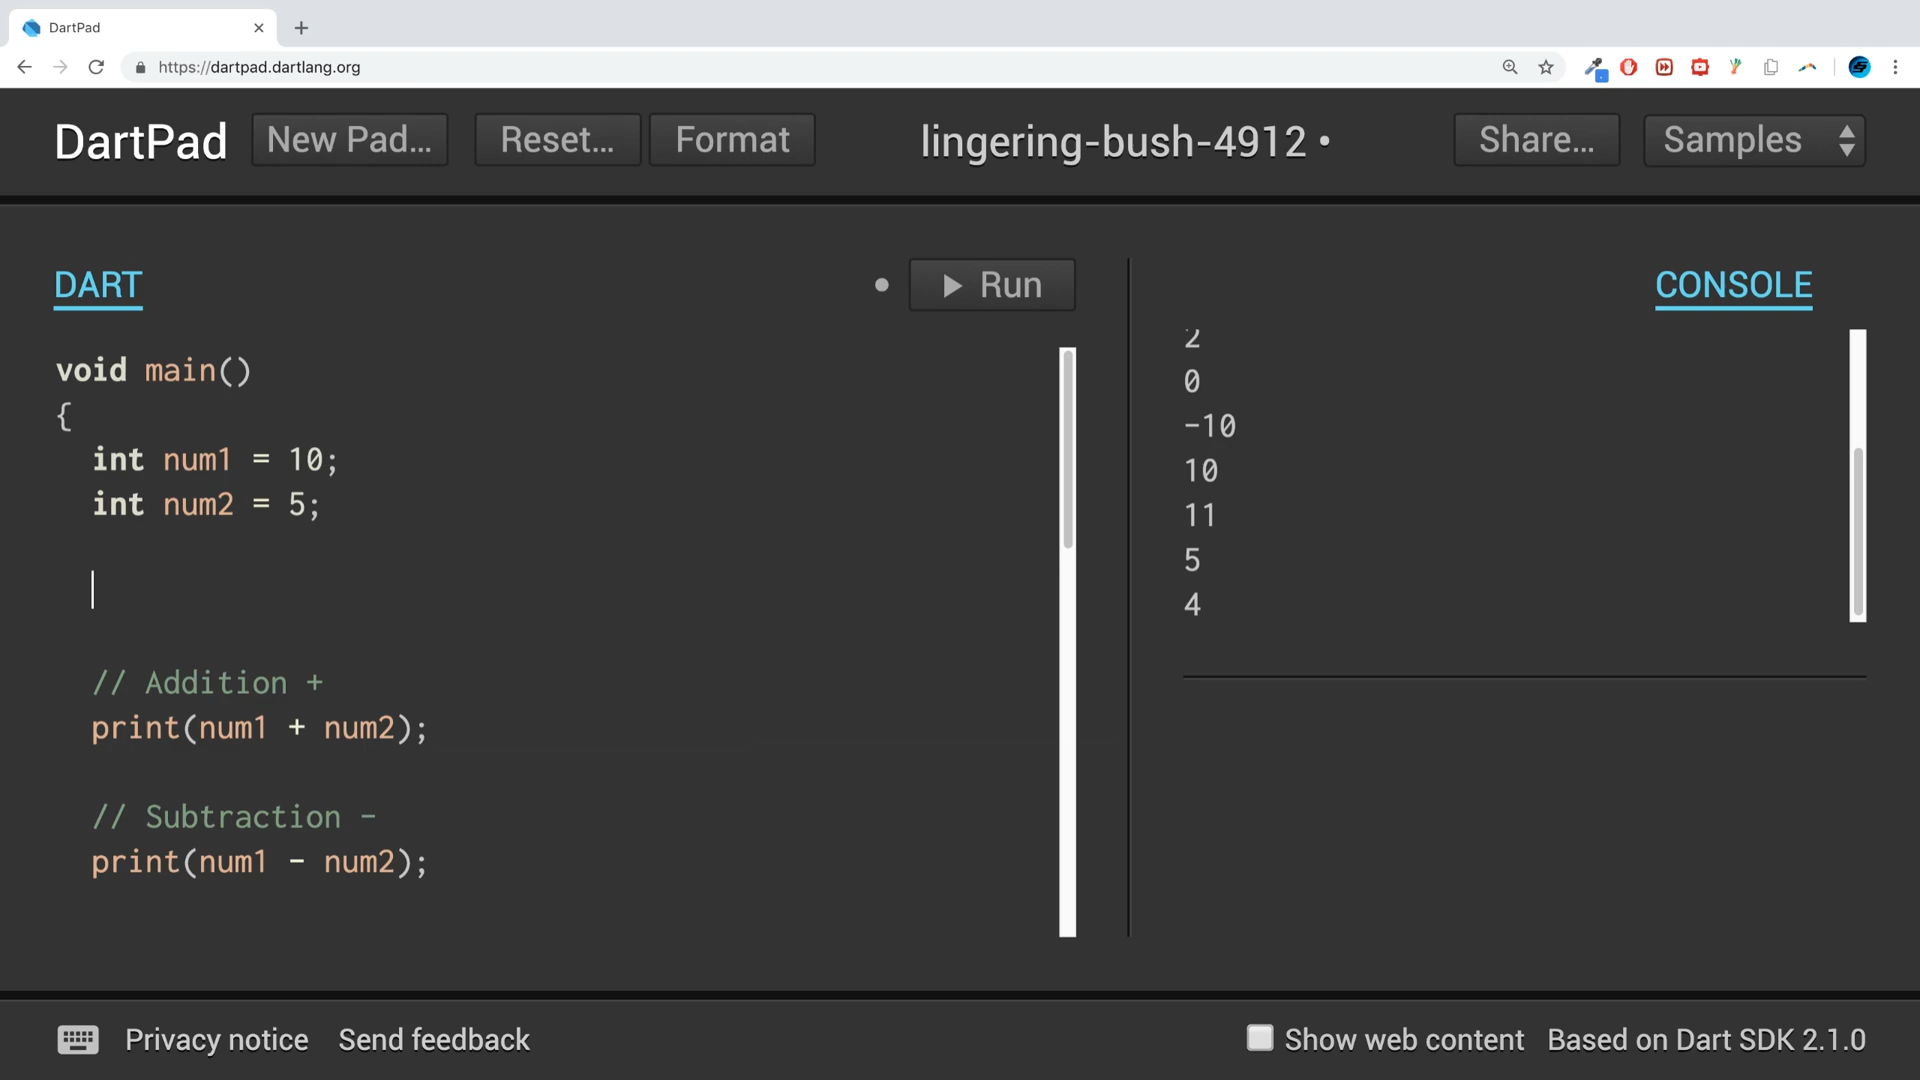 DartPad
https://dartpad.dartlang.org
DartPad
New Pad...
Reset...
Format
lingering-bush-4912 •
Share...
Samples
DART
Run
CONSOLE
void main()
{
int num1 = 10;
int num2 = 5;
// Addition +
print(num1 + num2);
// Subtraction -
print(num1 - num2);
2
0
-10
10
11
5
4
Privacy notice
Send feedback
Show web content
Based on Dart SDK 2.1.0